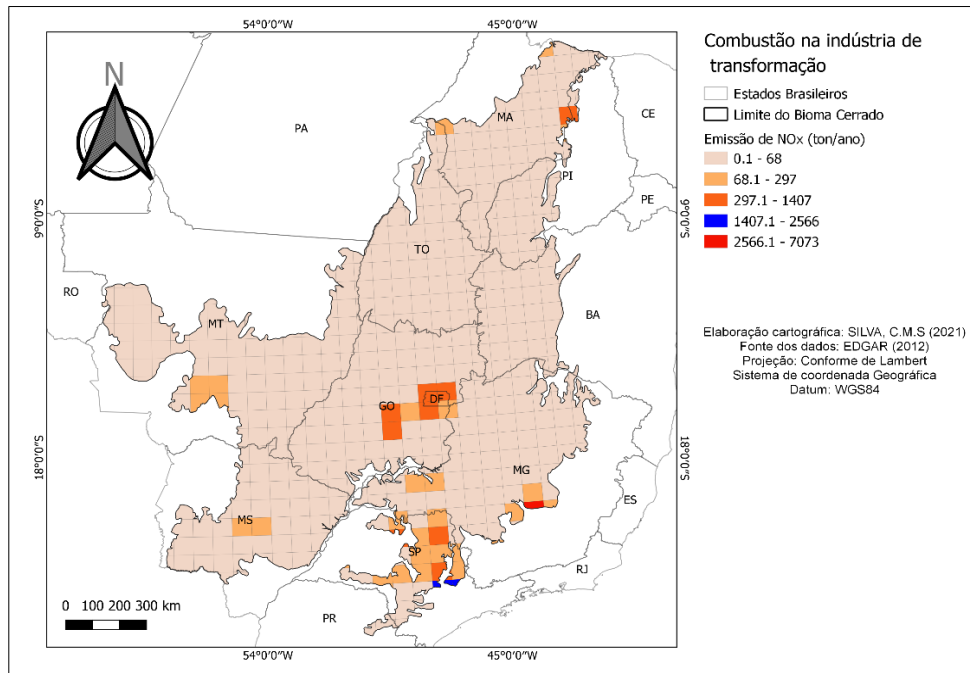 54°0'0"W
45°0'0"W
N
PA
MA
CE
PI
PE
9°0'0"S
9°0'0"S
TO
RO
BA
MT
GO
DF
18°0'0"S
18°0'0"S
MG
ES
MS
SP
RJ
PR
0 100 200 300 km
54°0'0"W
45°0'0"W
Combustão na indústria de
transformação
Estados Brasileiros
Limite do Bioma Cerrado
Emissão de NOx (ton/ano)
0.1 - 68
68.1 - 297
297.1 - 1407
1407.1 - 2566
2566.1 - 7073
Elaboração cartográfica: SILVA, C.M.S (2021)
Fonte dos dados: EDGAR (2012)
Projeção: Conforme de Lambert
Sistema de coordenada Geográfica
Datum: WGS84